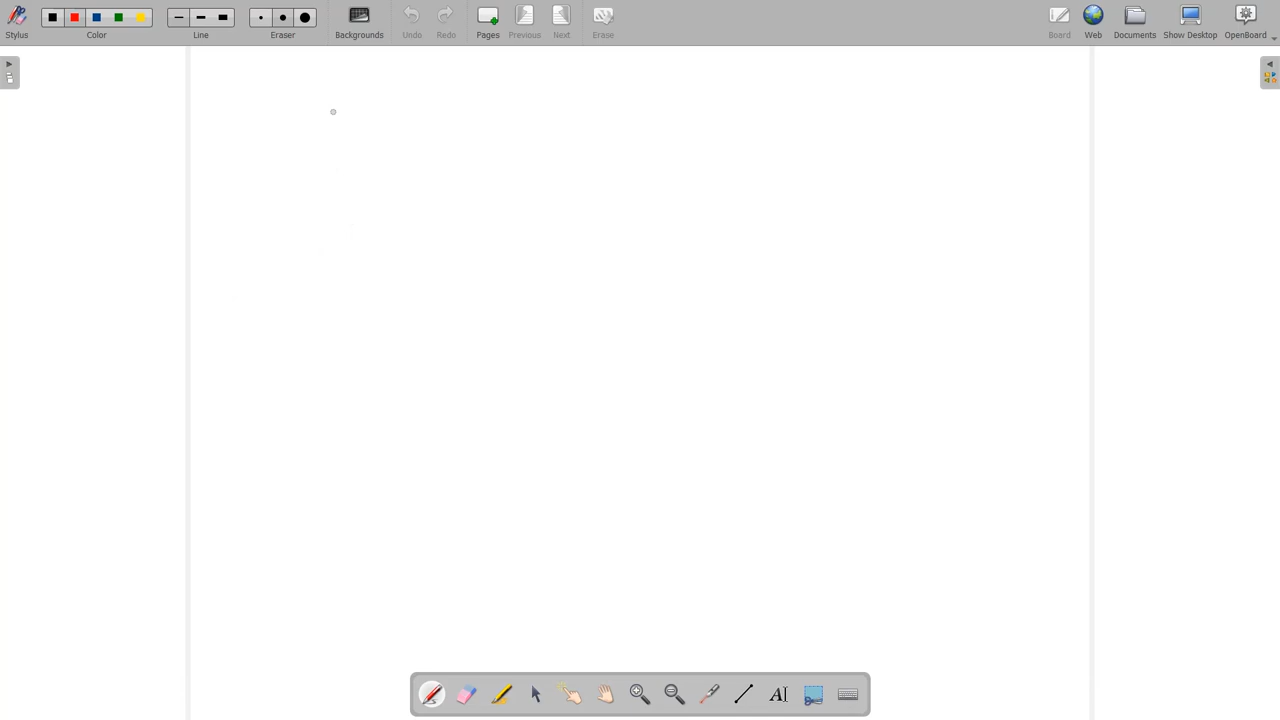 Stylus
Color
Line
Eraser
Backgrounds
Undo
Redo
Pages
Previous
Next
Erase
Board
Web
Documents
Show Desktop
OpenBoard